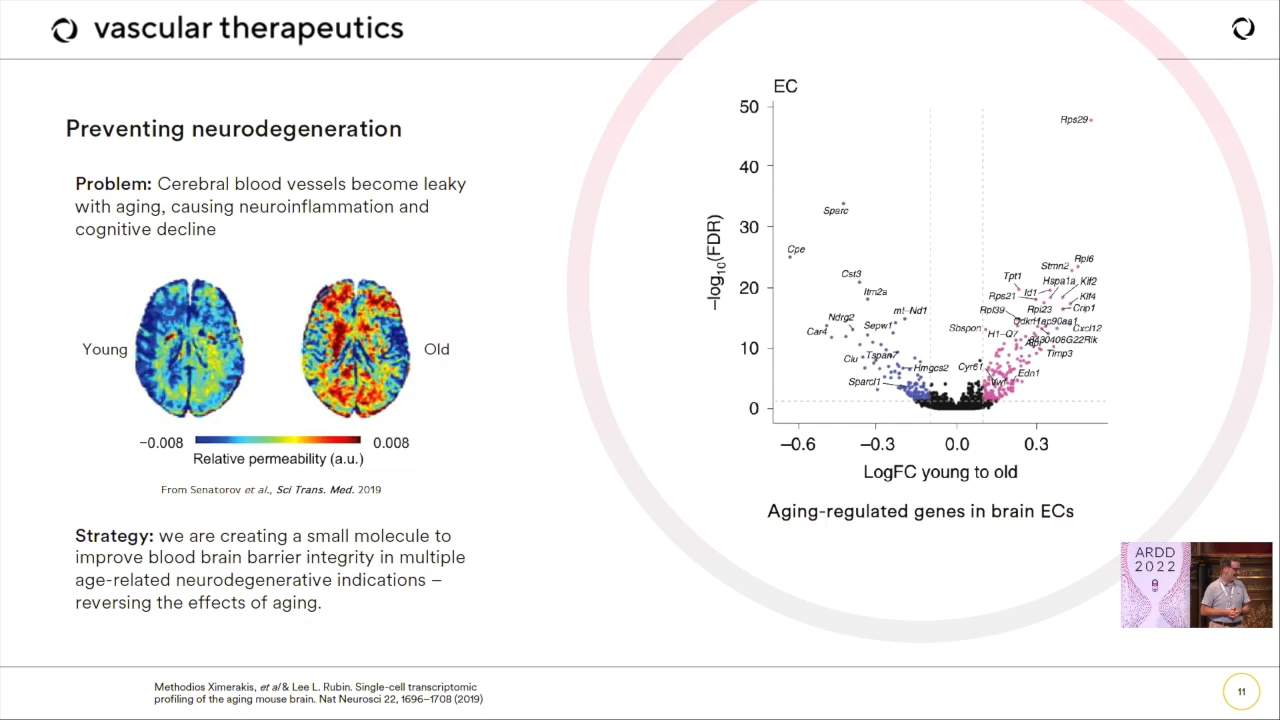 vascular therapeutics
Preventing neurodegeneration
Problem: Cerebral blood vessels become leaky
with aging, causing neuroinflammation and
cognitive decline
Young
Old
−0.008
0.008
Relative permeability (a.u.)
From Senatorov et al., Sci Trans. Med. 2019
Strategy: we are creating a small molecule to
improve blood brain barrier integrity in multiple
age-related neurodegenerative indications –
reversing the effects of aging.
EC
50
40
30
20
10
0
−log10(FDR)
Rps29
Sparc
Cpe
Cst3
Itm2a
mt−Nd1
Ndrg2
Car4
Sepw1
Clu
Tspan7
Hmgcs2
Sparcl1
Rpl6
Stmn2
Tpt1
Hspa1a
Klf2
Rps21
Id1
Klf4
Rpl39
Rpl23
Crip1
Sbspon
Cxcl12
H1−Q7
Timp3
Cyr61
Edn1
Vwf
−0.6
−0.3
0.0
0.3
LogFC young to old
Aging-regulated genes in brain ECs
ARDD
2022
Methodios Ximerakis, et al & Lee L. Rubin. Single-cell transcriptomic
profiling of the aging mouse brain. Nat Neurosci 22, 1696–1708 (2019)
11